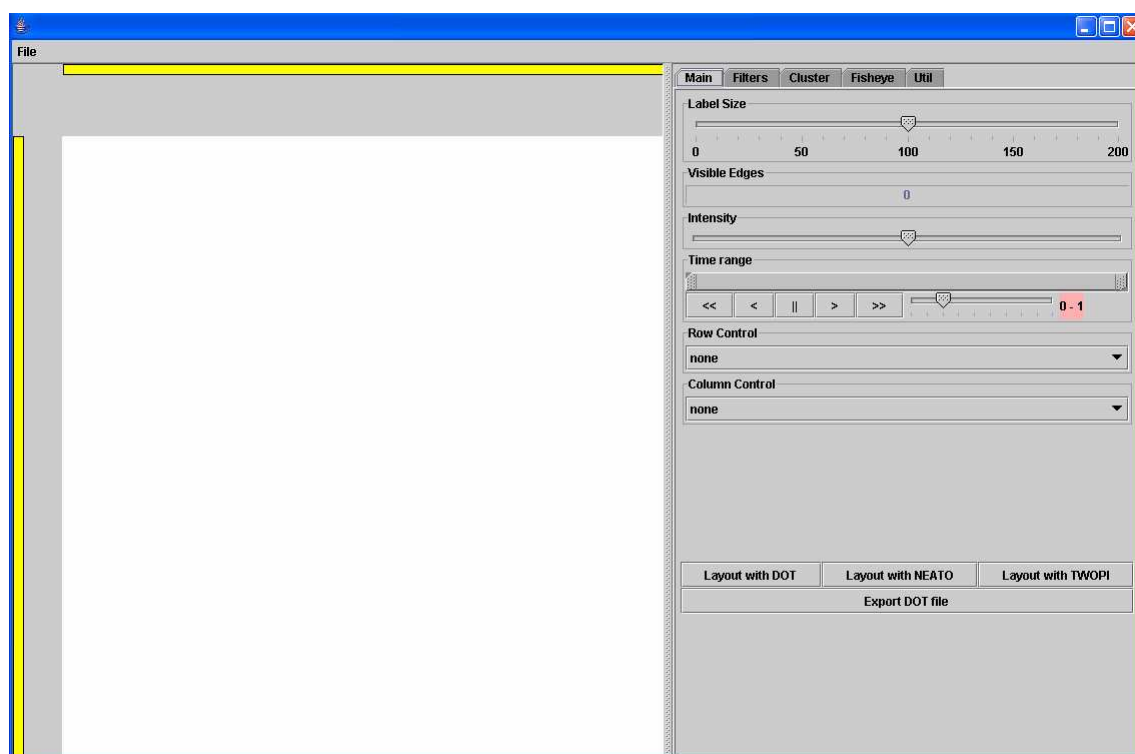 File
Main Filters Cluster Fisheye Util
Label Size
0 50 100 150 200
Visible Edges
0
Intensity
Time range
<< < || > >> 0 - 1
Row Control
none
Column Control
none
Layout with DOT Layout with NEATO Layout with TWOPI
Export DOT file